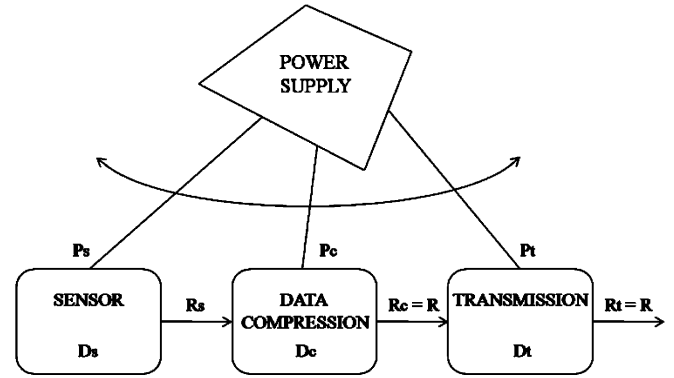 POWER
SUPPLY
Ps
Pc
Pt
SENSOR
Rs
DATA
COMPRESSION
Rc = R
TRANSMISSION
Rt = R
Ds
Dc
Dt